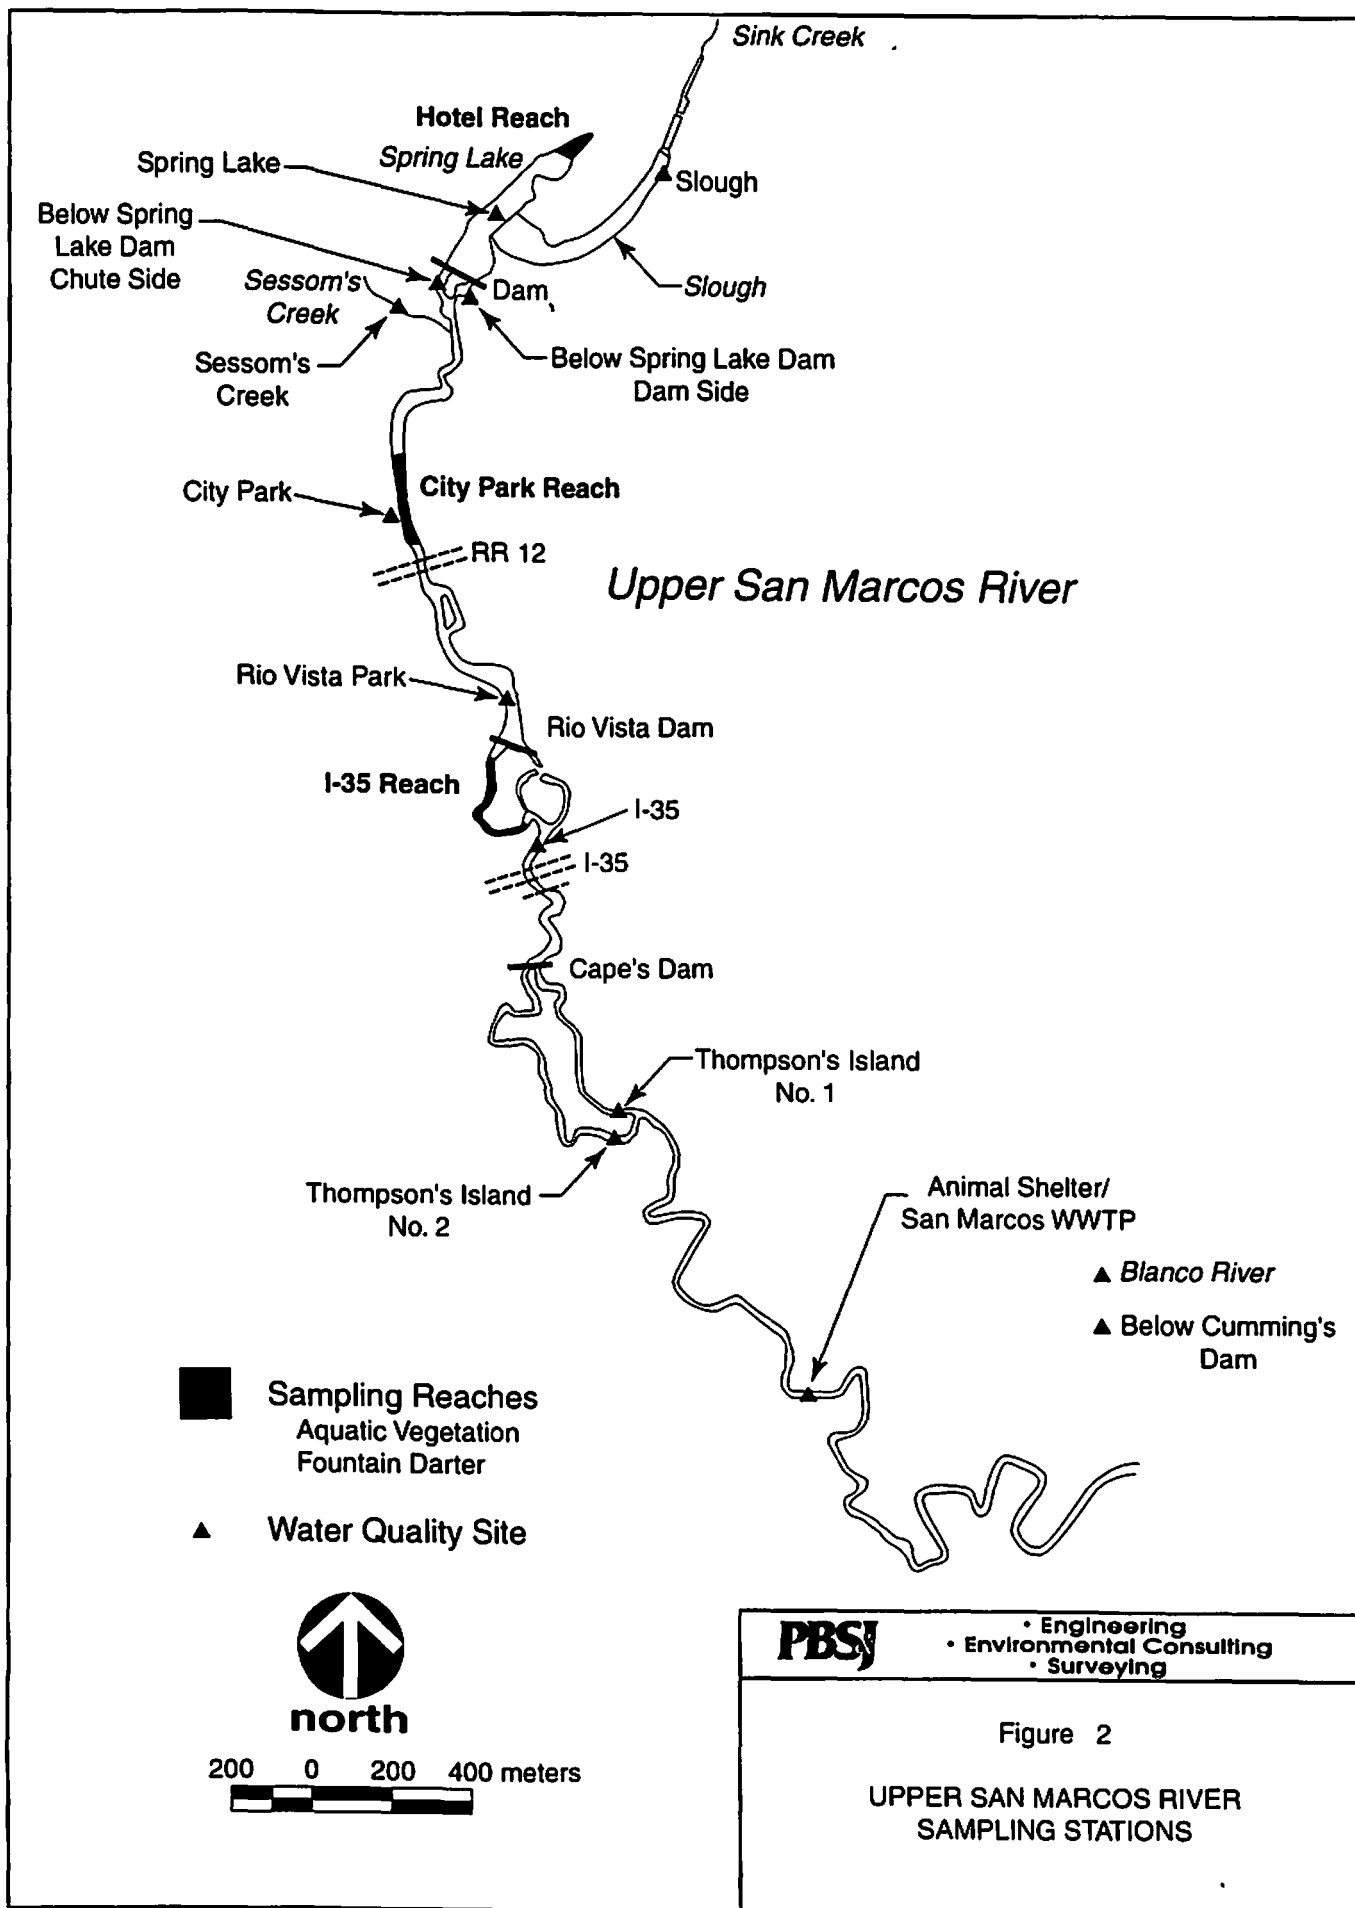 Sink Creek
Hotel Reach
Spring Lake
Spring Lake
Slough
Below Spring
Lake Dam
Chute Side
Sessom's
Creek
Dam
Slough
Sessom's
Creek
Below Spring Lake Dam
Dam Side
City Park
City Park Reach
RR 12
Upper San Marcos River
Rio Vista Park
Rio Vista Dam
I-35 Reach
I-35
I-35
Cape's Dam
Thompson's Island
No. 1
Thompson's Island
No. 2
Animal Shelter/
San Marcos WWTP
Blanco River
Below Cumming's
Dam
Sampling Reaches
Aquatic Vegetation
Fountain Darter
Water Quality Site
north
200 0 200 400 meters
PBSJ
• Engineering
• Environmental Consulting
• Surveying
Figure 2
UPPER SAN MARCOS RIVER
SAMPLING STATIONS